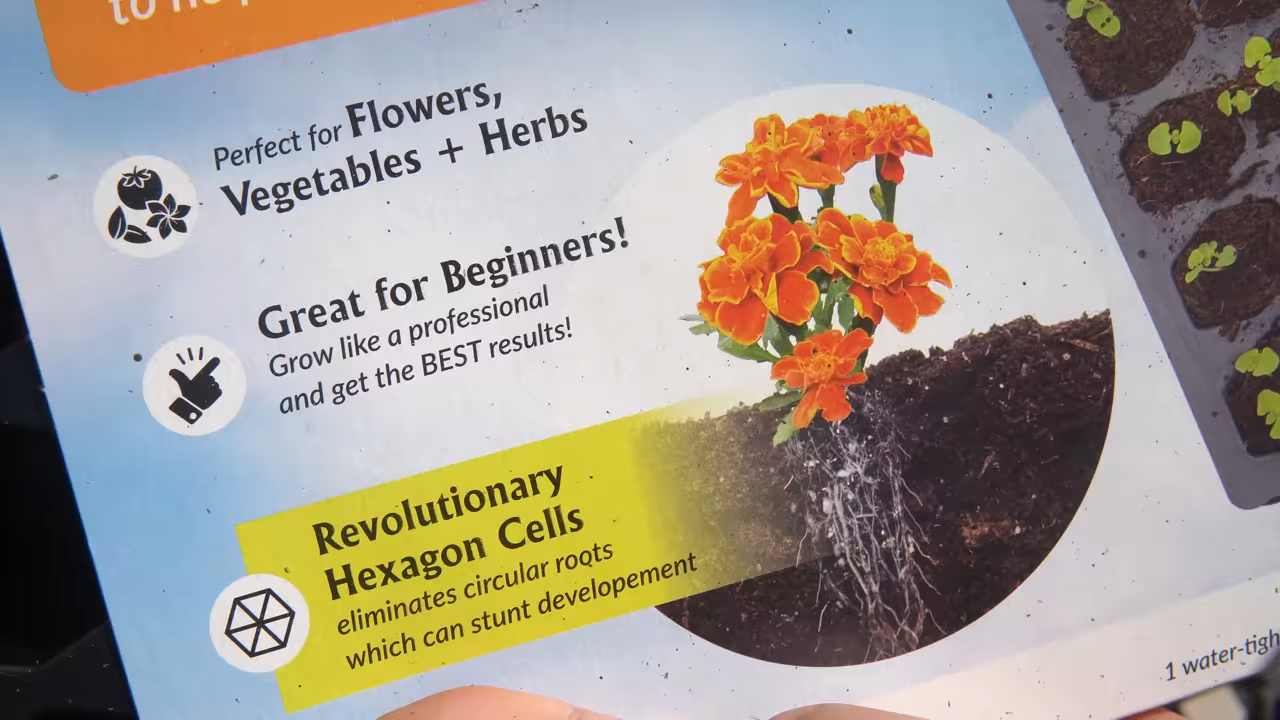 to
Perfect for Flowers,
Vegetables + Herbs
Great for Beginners!
Grow like a professional
and get the BEST results!
Revolutionary
Hexagon Cells
eliminates circular roots
which can stunt developement
1 water-tigh